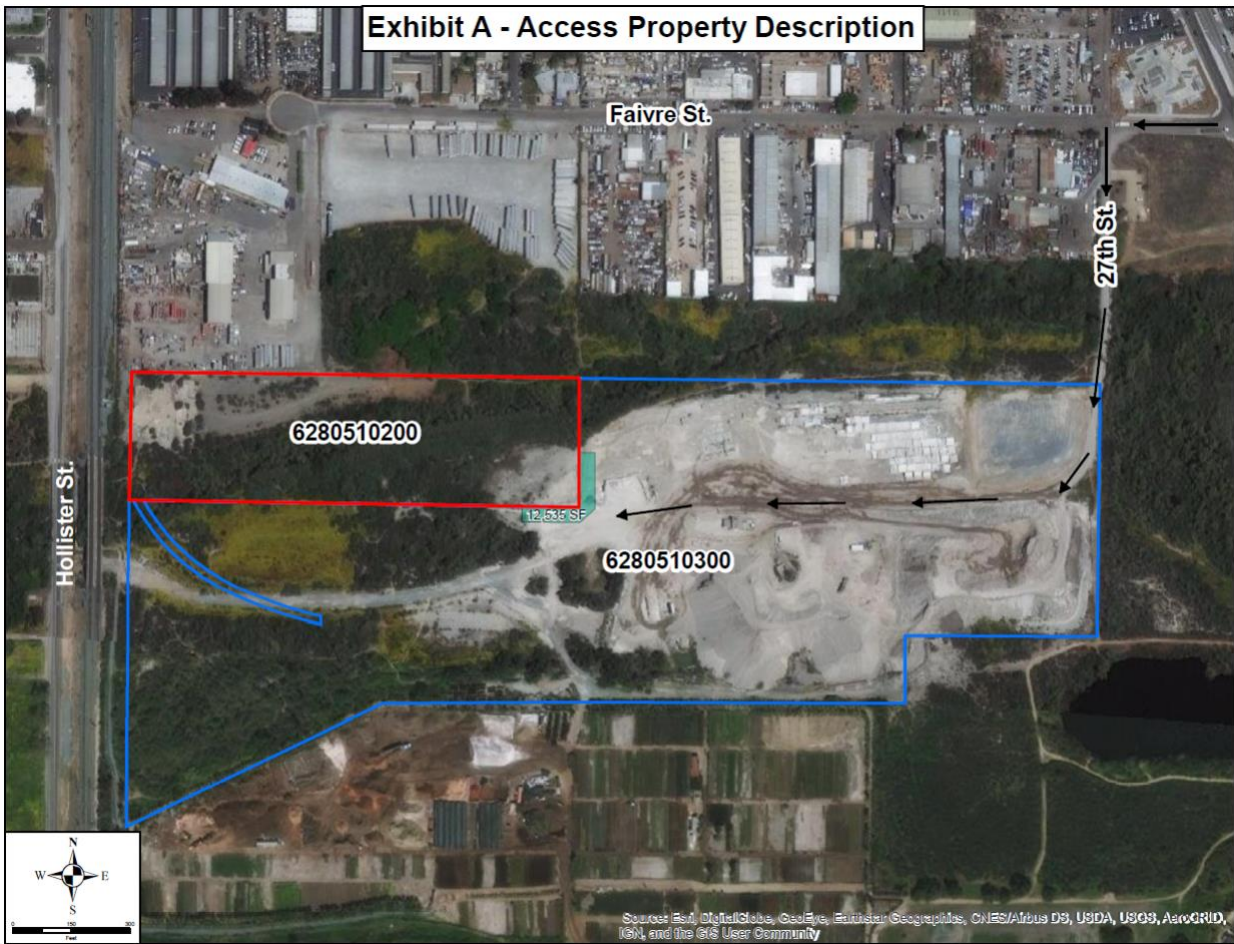 Exhibit A - Access Property Description
Faivre St.
27th St.
6280510200
Hollister St.
12,535 SF
6280510300
N
W
E
S
0 150 300
Feet
Source: Esri, DigitalGlobe, GeoEye, Earthstar Geographics, CNES/Airbus DS, USDA, USGS, AeroGRID,
IGN, and the GIS User Community